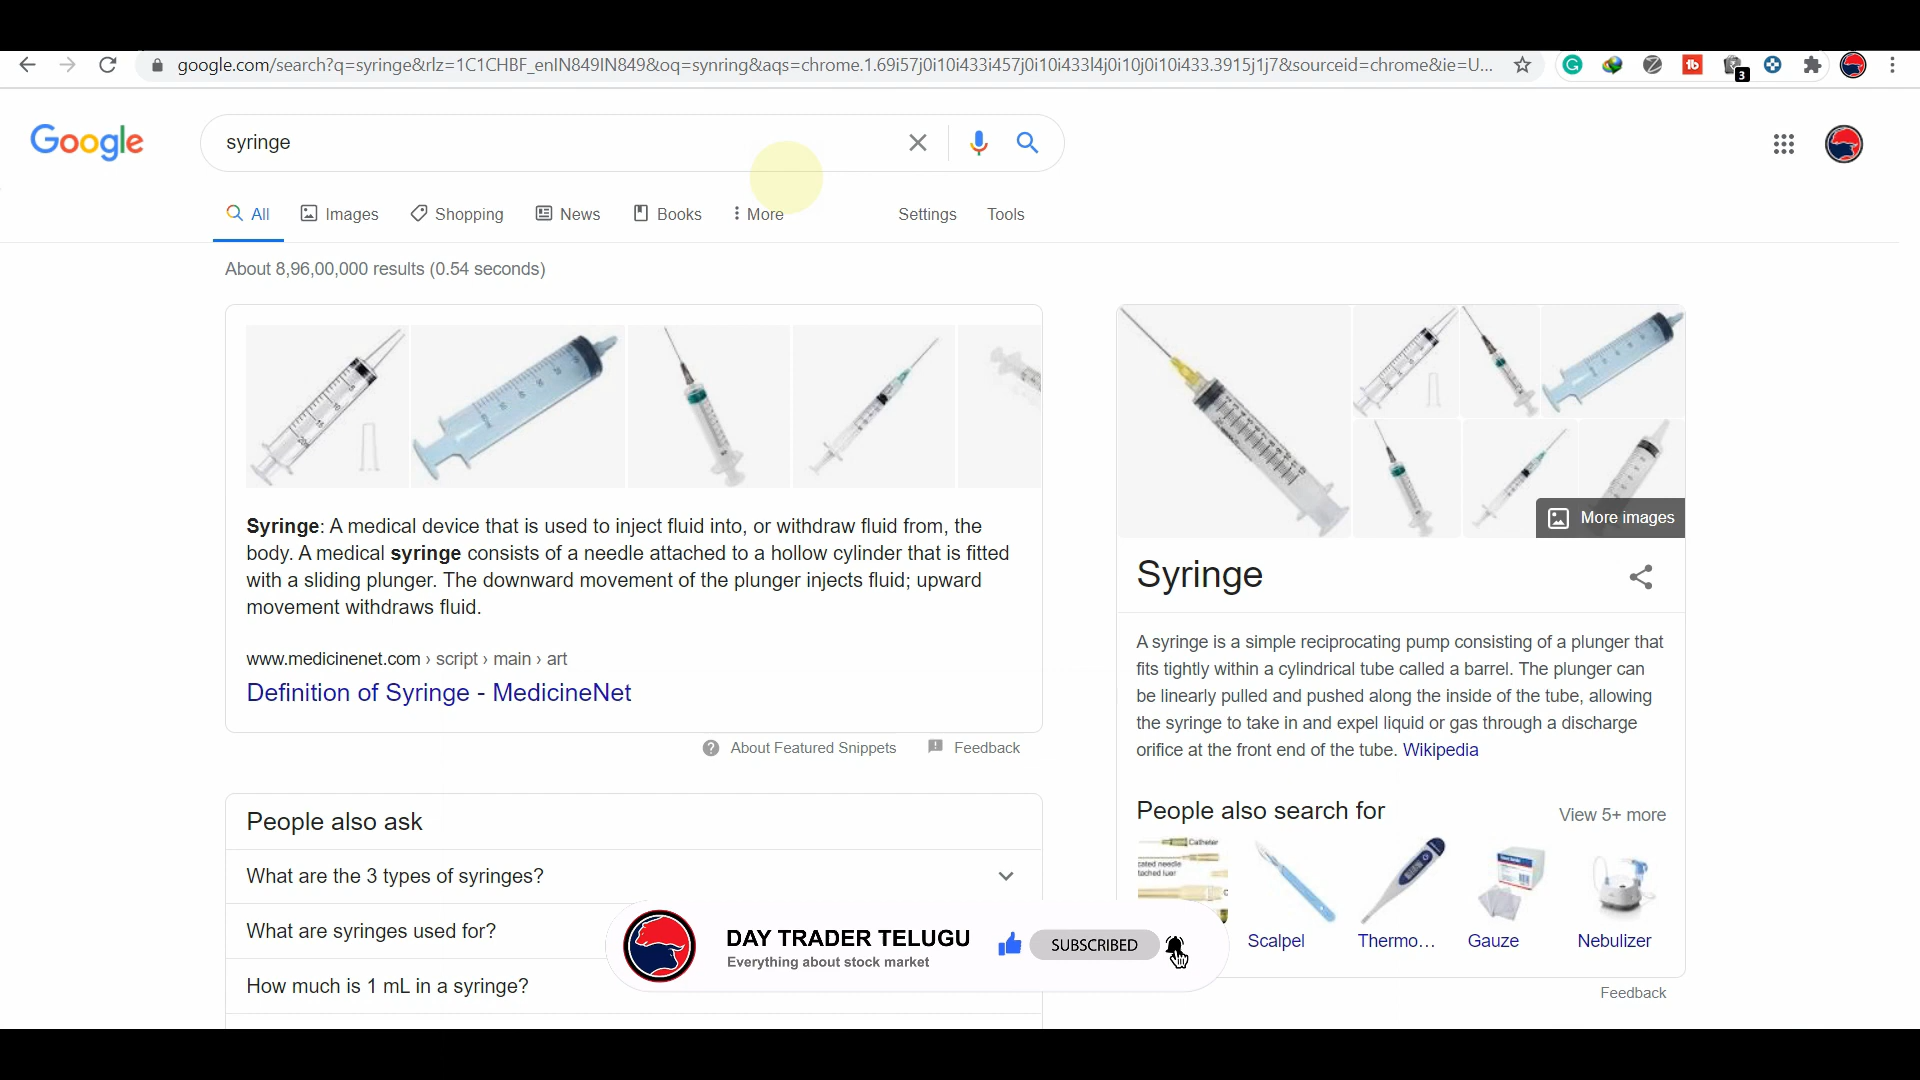 google.com/search?q=syringe&rlz=1C1CHBF_enIN849IN849&oq=synring&aqs=chrome.1.69i57j0i10i433i457j0i10i433l4j0i10j0i10i433.3915j1j7&sourceid=chrome&ie=U...
3
Google
syringe
All Images Shopping News Books More Settings Tools
About 8,96,00,000 results (0.54 seconds)
Syringe: A medical device that is used to inject fluid into, or withdraw fluid from, the
body. A medical syringe consists of a needle attached to a hollow cylinder that is fitted
with a sliding plunger. The downward movement of the plunger injects fluid; upward
movement withdraws fluid.
www.medicinenet.com › script › main › art
Definition of Syringe - MedicineNet
About Featured Snippets Feedback
People also ask
What are the 3 types of syringes?
What are syringes used for?
How much is 1 mL in a syringe?
More images
Syringe
A syringe is a simple reciprocating pump consisting of a plunger that
fits tightly within a cylindrical tube called a barrel. The plunger can
be linearly pulled and pushed along the inside of the tube, allowing
the syringe to take in and expel liquid or gas through a discharge
orifice at the front end of the tube. Wikipedia
People also search for View 5+ more
Catheter
Scalpel Thermo... Gauze Nebulizer
Feedback
DAY TRADER TELUGU
Everything about stock market
SUBSCRIBED